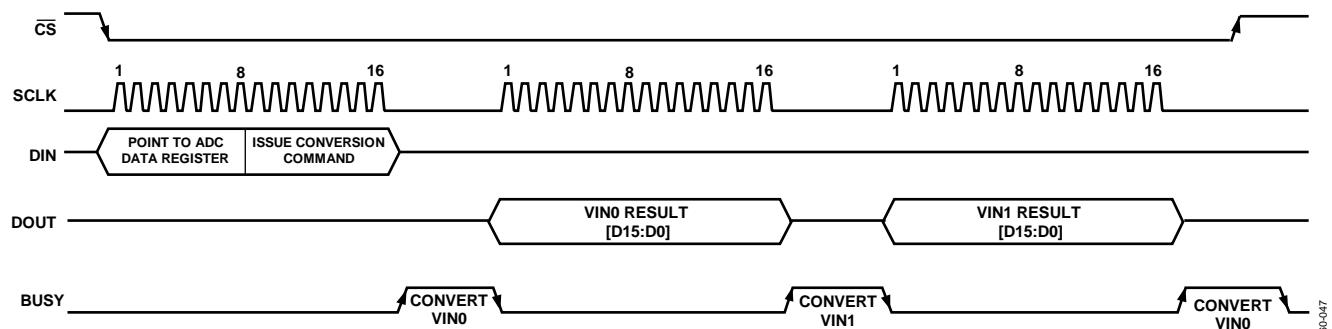 CS
1 8 16 1 8 16 1 8 16
SCLK
DIN
POINT TO ADC
DATA REGISTER
ISSUE CONVERSION
COMMAND
DOUT
VIN0 RESULT
[D15:D0]
VIN1 RESULT
[D15:D0]
BUSY
CONVERT
VIN0
CONVERT
VIN1
CONVERT
VIN0